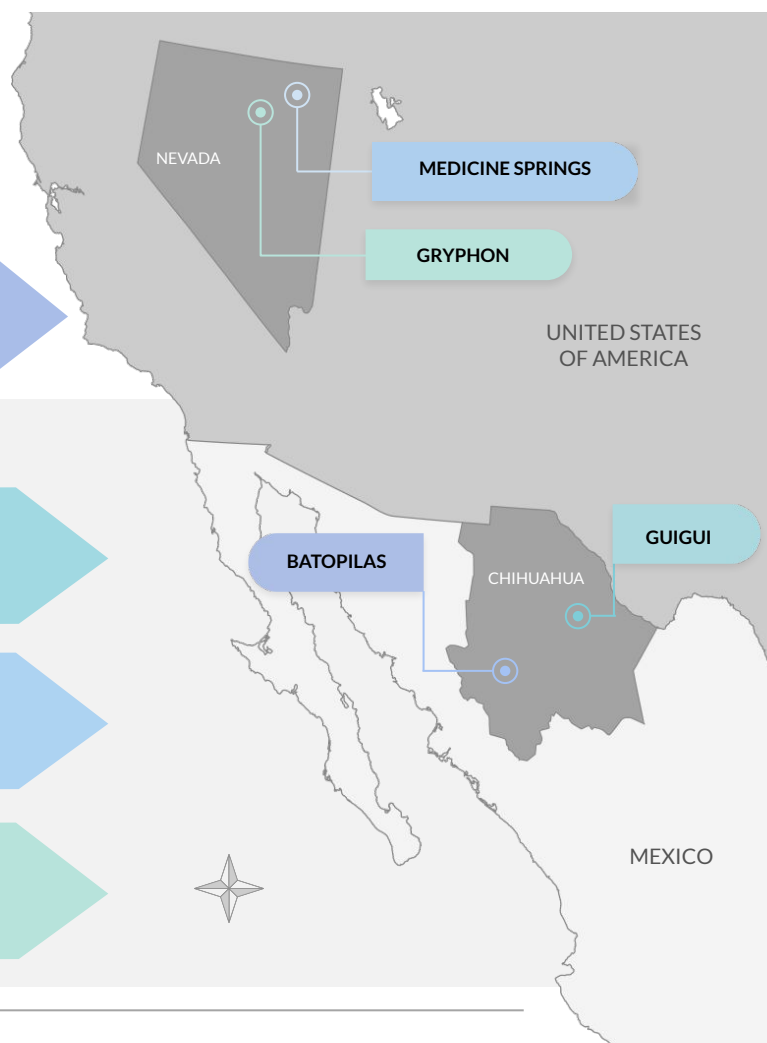 NEVADA
MEDICINE SPRINGS
GRYPHON
UNITED STATES
OF AMERICA
GUIGUI
BATOPILAS
CHIHUAHUA
MEXICO